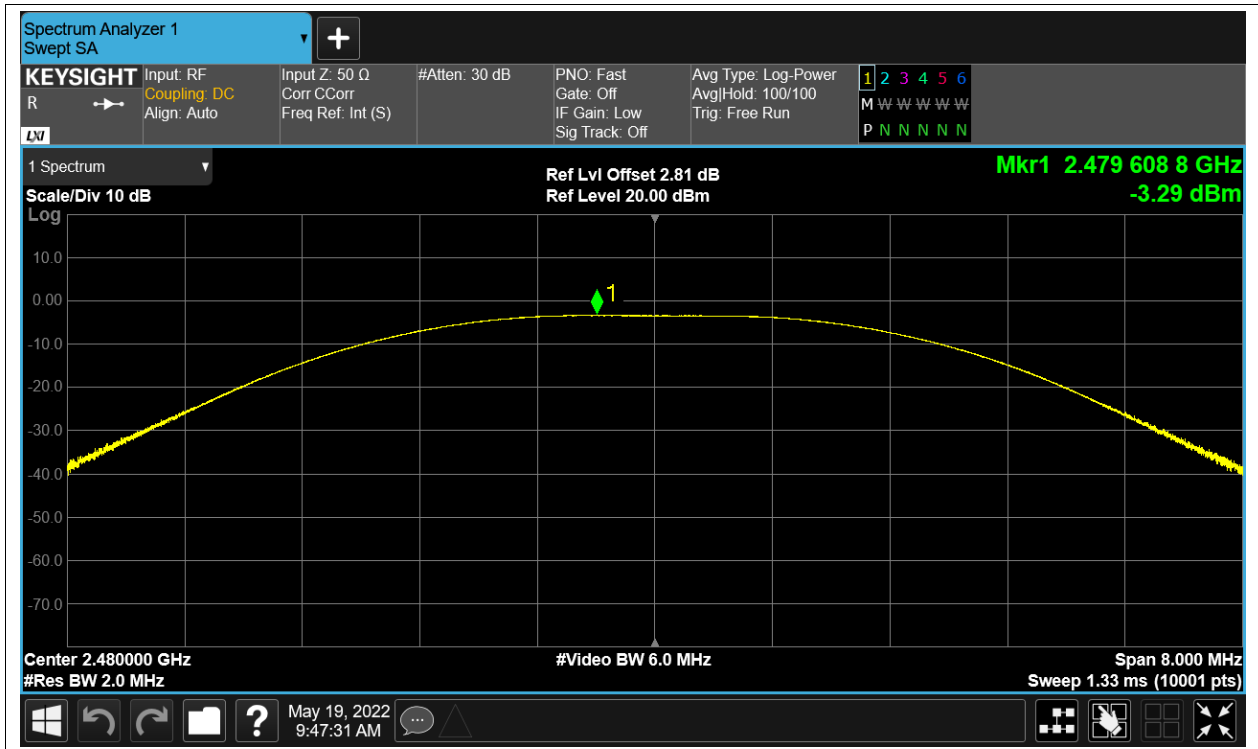 Spectrum Analyzer 1
Swept SA
KEYSIGHT
R
LXI
Input: RF
Coupling: DC
Align: Auto
Input Z: 50 Ω
Corr CCorr
Freq Ref: Int (S)
#Atten: 30 dB
PNO: Fast
Gate: Off
IF Gain: Low
Sig Track: Off
Avg Type: Log-Power
Avg|Hold: 100/100
Trig: Free Run
1 2 3 4 5 6
M W W W W W
P N N N N N
1 Spectrum
Scale/Div 10 dB
Log
Ref Lvl Offset 2.81 dB
Ref Level 20.00 dBm
Mkr1 2.479 608 8 GHz
-3.29 dBm
10.0
0.00
-10.0
-20.0
-30.0
-40.0
-50.0
-60.0
-70.0
1
Center 2.480000 GHz
#Res BW 2.0 MHz
#Video BW 6.0 MHz
Span 8.000 MHz
Sweep 1.33 ms (10001 pts)
?
May 19, 2022
9:47:31 AM